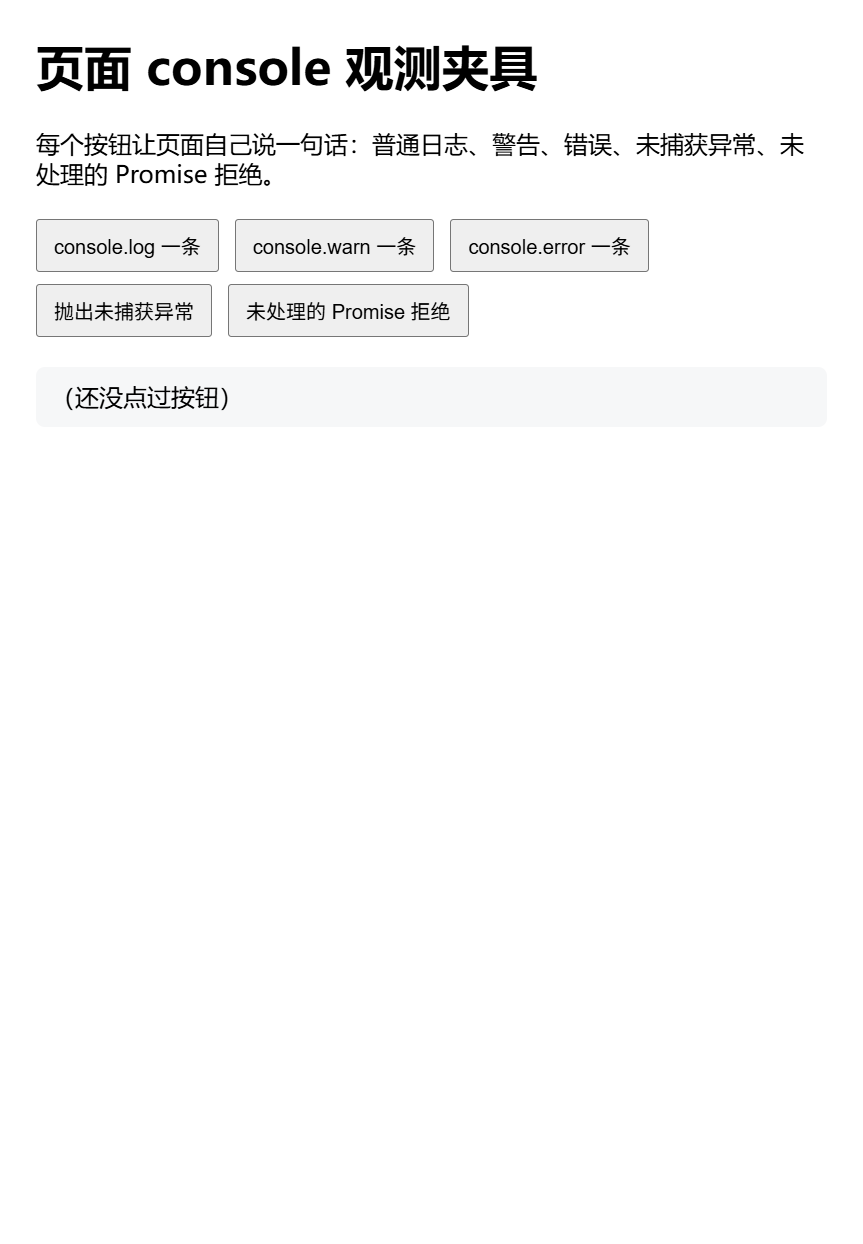 页面 console 观测夹具
每个按钮让页面自己说一句话：普通日志、警告、错误、未捕获异常、未
处理的 Promise 拒绝。
console.log 一条 console.warn 一条 console.error 一条
抛出未捕获异常 未处理的 Promise 拒绝
（还没点过按钮）